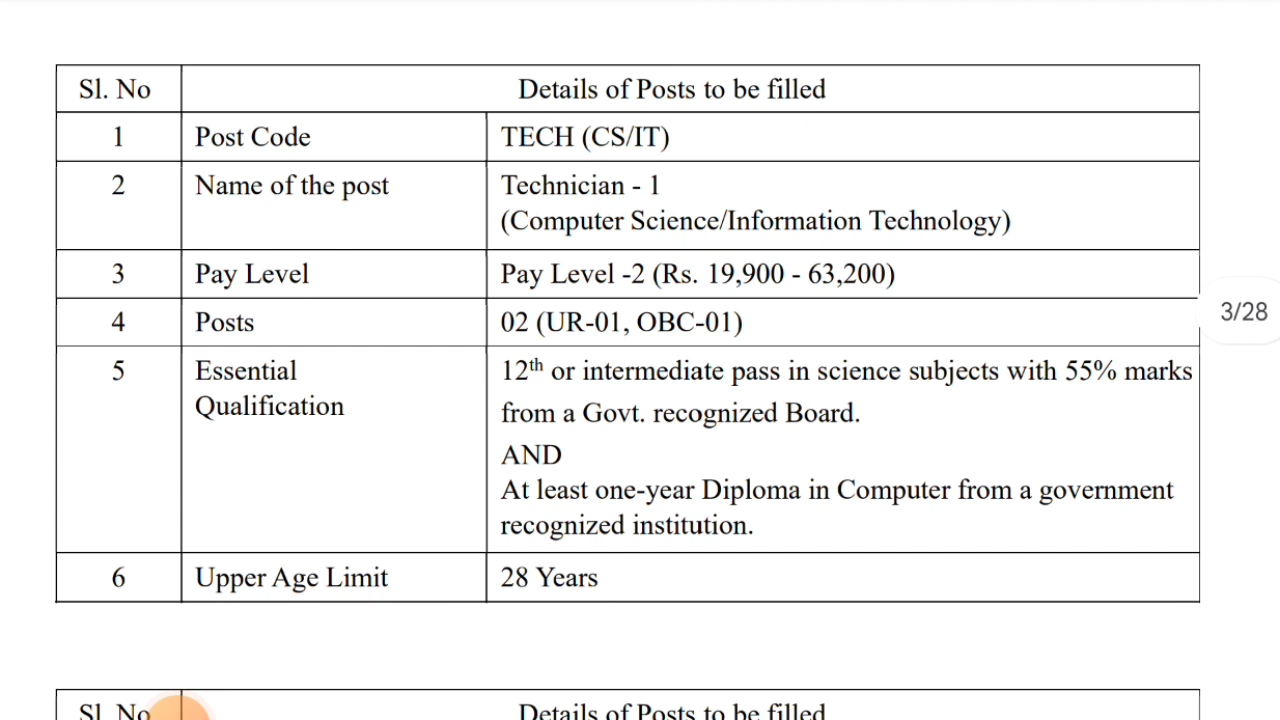 Sl. No Details of Posts to be filled
1 Post Code TECH (CS/IT)
2 Name of the post Technician - 1
(Computer Science/Information Technology)
3 Pay Level Pay Level -2 (Rs. 19,900 - 63,200)
4 Posts 02 (UR-01, OBC-01)
5 Essential 12th or intermediate pass in science subjects with 55% marks
Qualification from a Govt. recognized Board.
AND
At least one-year Diploma in Computer from a government
recognized institution.
6 Upper Age Limit 28 Years
3/28
Sl. No Details of Posts to be filled